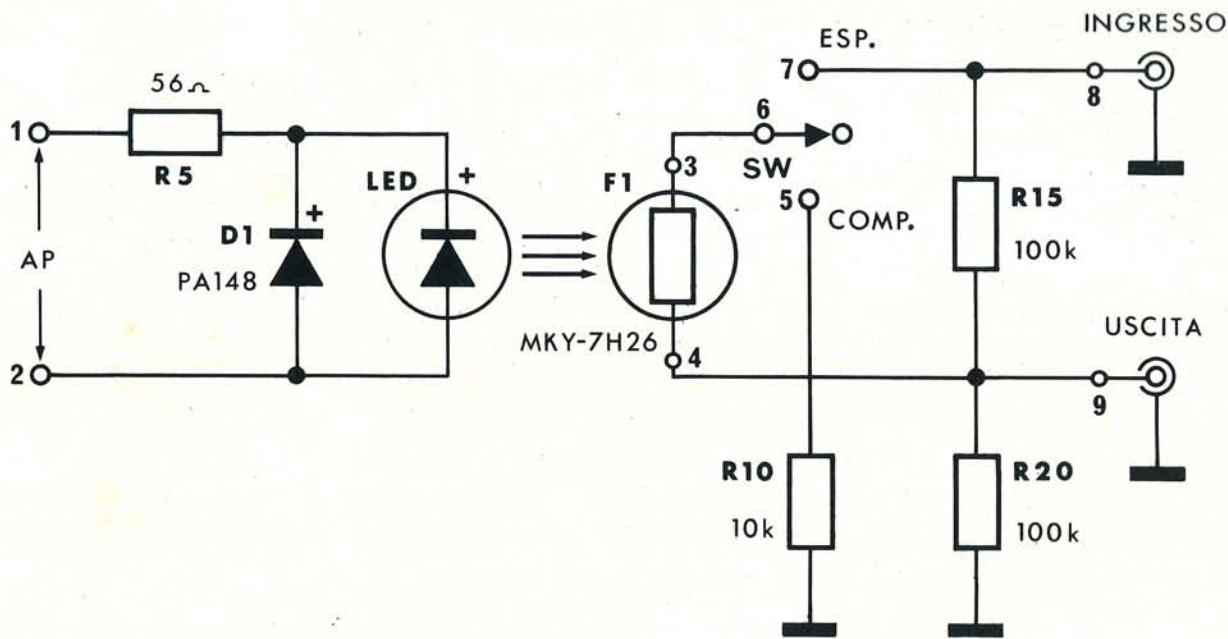 INGRESSO
ESP.
7
8
56Ω
1
R5
6
3
SW
LED
+
F1
5
COMP.
R15
100k
D1
+
PA148
AP
MKY-7H26
4
USCITA
2
9
R10
10k
R20
100k